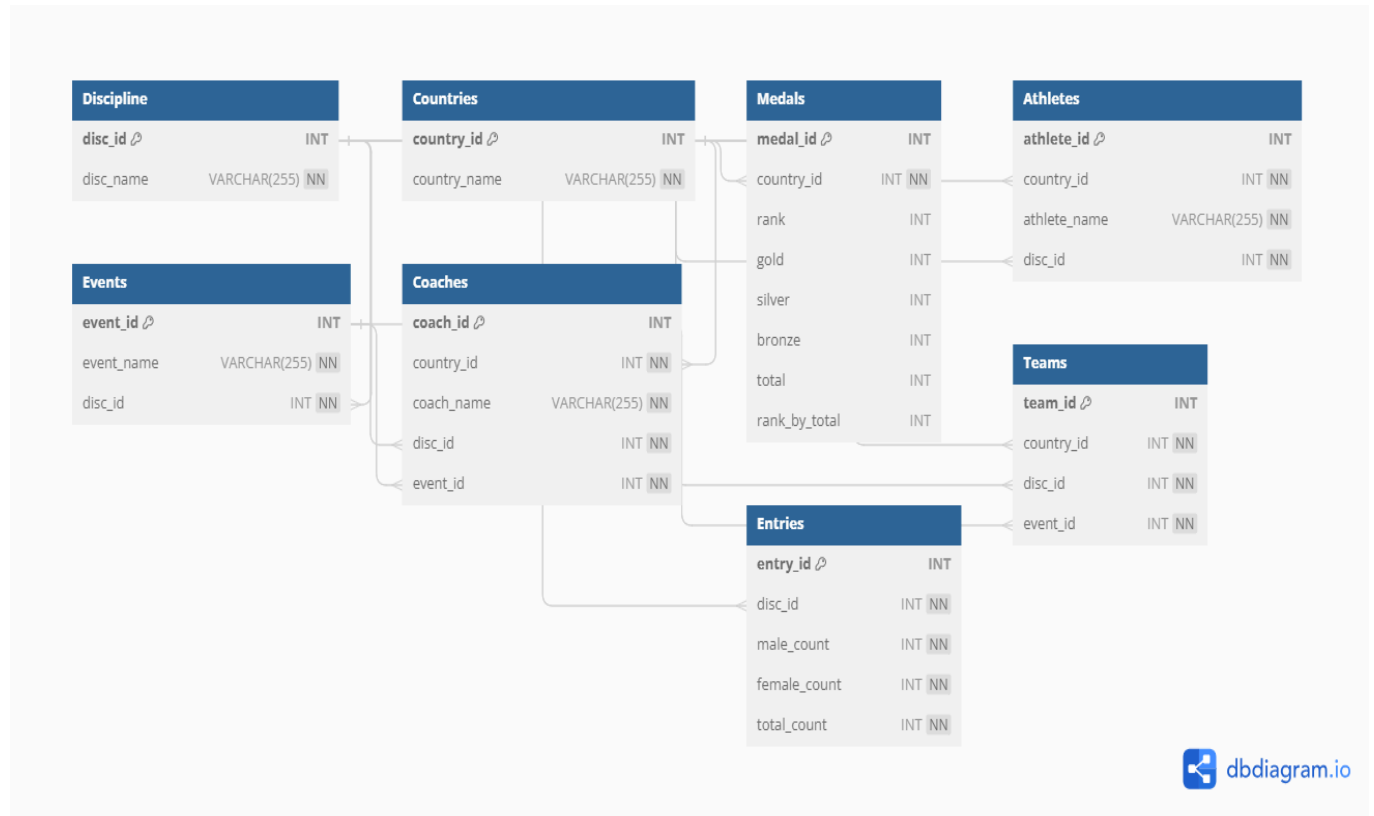 Discipline
disc_id INT
disc_name VARCHAR(255) NN
Countries
country_id INT
country_name VARCHAR(255) NN
Medals
medal_id INT
country_id INT NN
rank INT
gold INT
silver INT
bronze INT
total INT
rank_by_total INT
Athletes
athlete_id INT
country_id INT NN
athlete_name VARCHAR(255) NN
disc_id INT NN
Events
event_id INT
event_name VARCHAR(255) NN
disc_id INT NN
Coaches
coach_id INT
country_id INT NN
coach_name VARCHAR(255) NN
disc_id INT NN
event_id INT NN
Teams
team_id INT
country_id INT NN
disc_id INT NN
event_id INT NN
Entries
entry_id INT
disc_id INT NN
male_count INT NN
female_count INT NN
total_count INT NN
dbdiagram.io